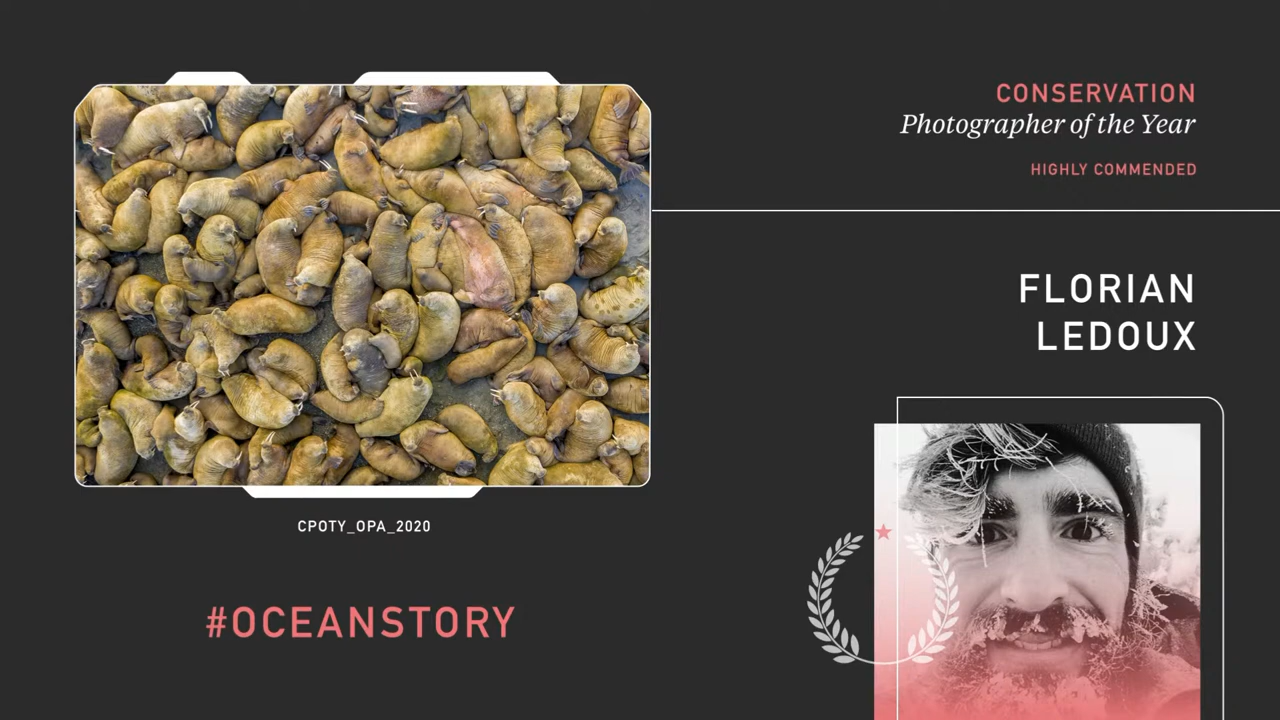 CONSERVATION
Photographer of the Year
HIGHLY COMMENDED
FLORIAN
LEDOUX
CPOTY_OPA_2020
#OCEANSTORY